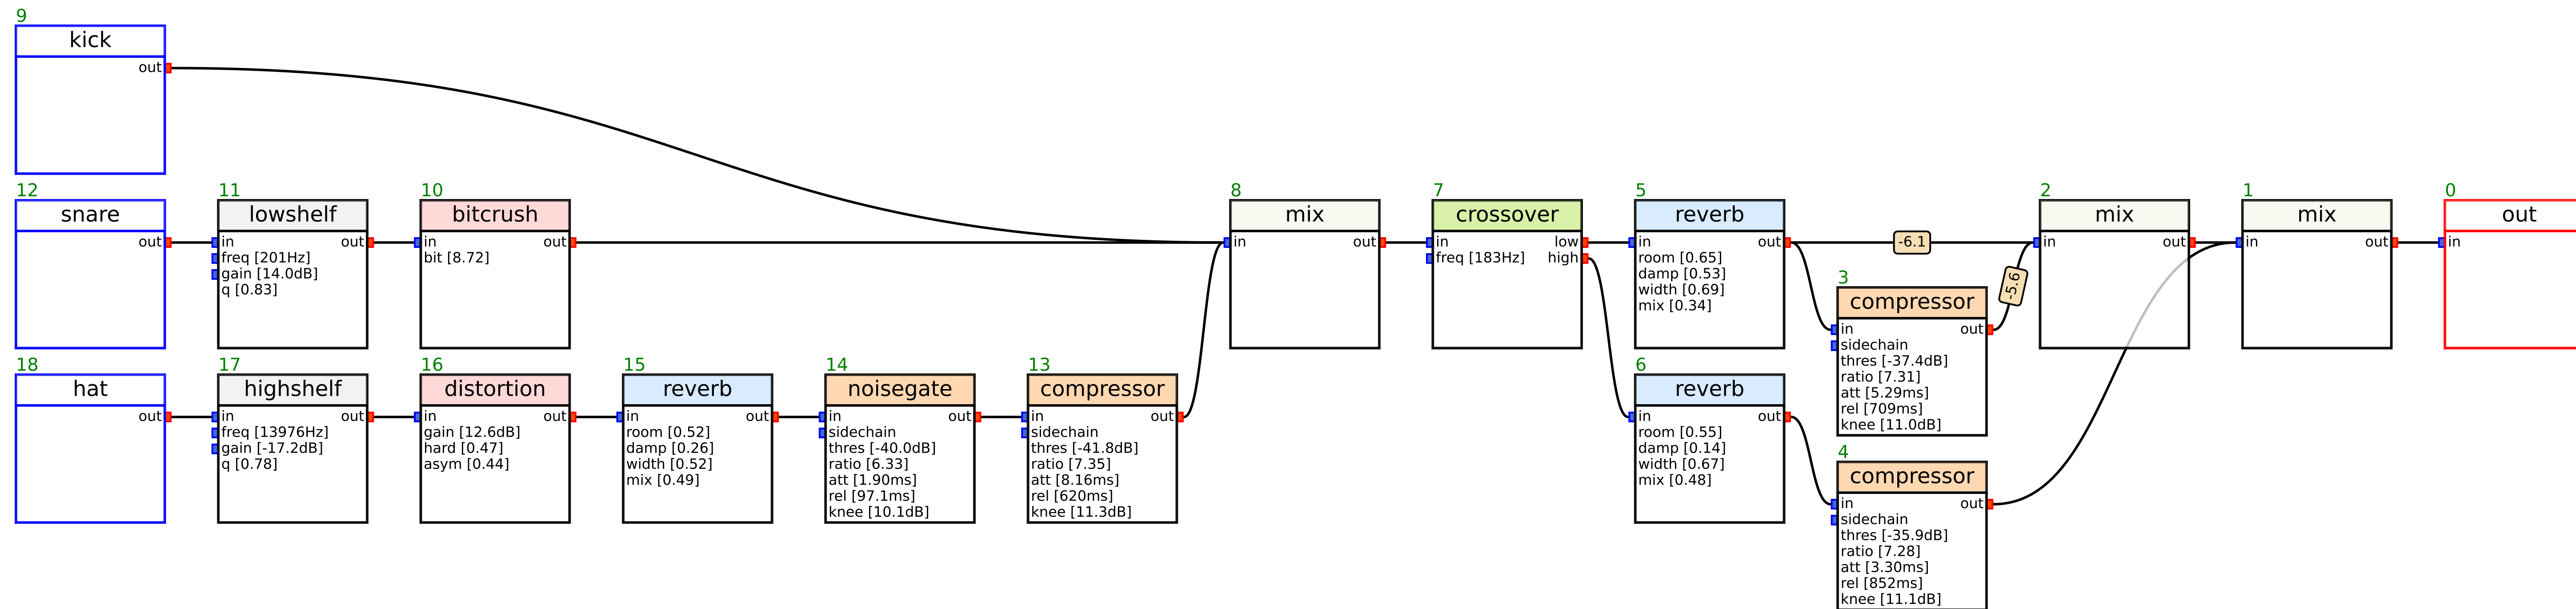 9
kick
out
12
snare
out
11
lowshelf
in out
freq [201Hz]
gain [14.0dB]
q [0.83]
10
bitcrush
in out
bit [8.72]
8
mix
in out
7
crossover
in low
freq [183Hz] high
5
reverb
in out
room [0.65]
damp [0.53]
width [0.69]
mix [0.34]
-6.1
-5.6
2
mix
in out
1
mix
in out
0
out
in
3
compressor
in out
sidechain
thres [-37.4dB]
ratio [7.31]
att [5.29ms]
rel [709ms]
knee [11.0dB]
18
hat
out
17
highshelf
in out
freq [13976Hz]
gain [-17.2dB]
q [0.78]
16
distortion
in out
gain [12.6dB]
hard [0.47]
asym [0.44]
15
reverb
in out
room [0.52]
damp [0.26]
width [0.52]
mix [0.49]
14
noisegate
in out
sidechain
thres [-40.0dB]
ratio [6.33]
att [1.90ms]
rel [97.1ms]
knee [10.1dB]
13
compressor
in out
sidechain
thres [-41.8dB]
ratio [7.35]
att [8.16ms]
rel [620ms]
knee [11.3dB]
6
reverb
in out
room [0.55]
damp [0.14]
width [0.67]
mix [0.48]
4
compressor
in out
sidechain
thres [-35.9dB]
ratio [7.28]
att [3.30ms]
rel [852ms]
knee [11.1dB]